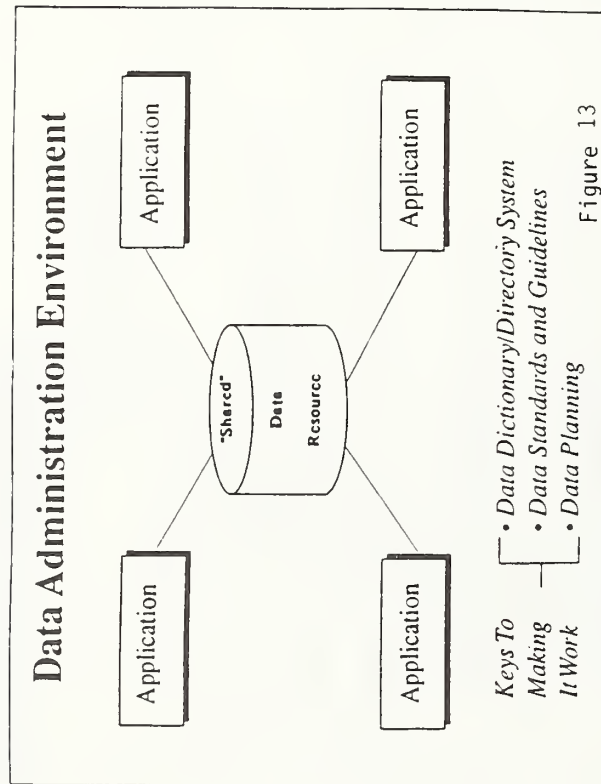 Data Administration Environment
Application
Application
"Shared"
Data
Resource
Application
Application
Keys To
Making
It Work
• Data Dictionary/Directory System
• Data Standards and Guidelines
• Data Planning
Figure 13